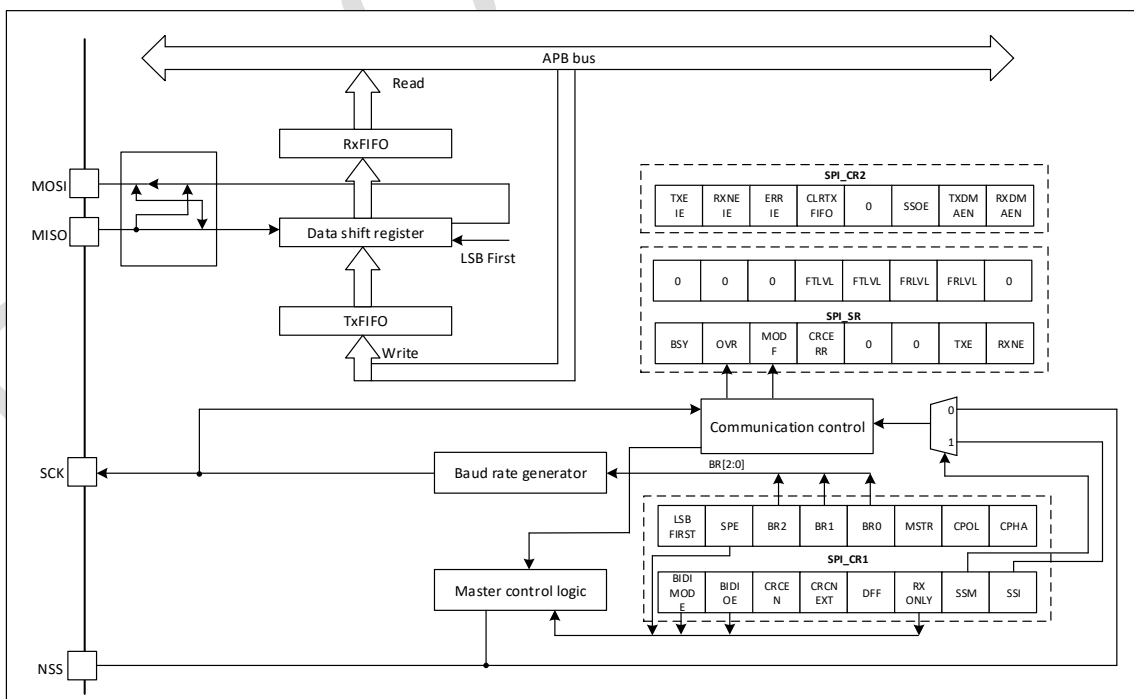 APB bus
Read
RxFIFO
MOSI
MISO
Data shift register
LSB First
TxFIFO
Write
SPI_CR2
TXE
IE
RXNE
IE
ERR
IE
CLRTX
FIFO
0
SSOE
TXDM
AEN
RXDM
AEN
0
0
0
FTLVL
FTLVL
FRLVL
FRLVL
0
SPI_SR
BSY
OVR
MOD
F
CRCE
RR
0
0
TXE
RXNE
Communication control
0
1
SCK
Baud rate generator
BR[2:0]
LSB
FIRST
SPE
BR2
BR1
BR0
MSTR
CPOL
CPHA
SPI_CR1
Master control logic
BIDI
MOD
E
BIDI
OE
CRCE
N
CRCN
EXT
DFF
RX
ONLY
SSM
SSI
NSS